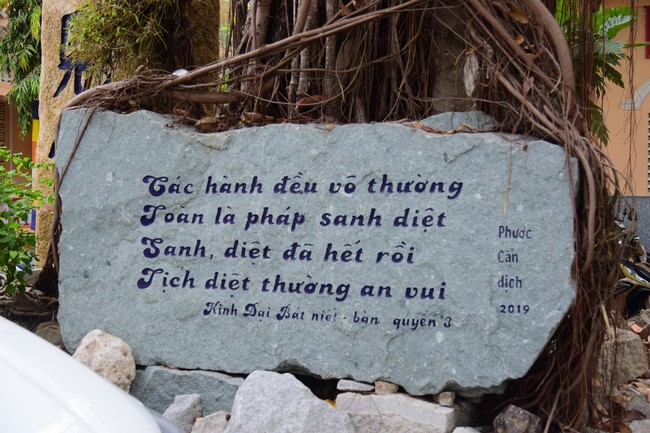 Các hành đều vô thường
Toàn là pháp sanh diệt
Sanh, diệt đã hết rồi
Tịch diệt thường an vui
Kinh Đại Bát niết - bàn quyển 3
Phước
Cẩn
dịch
2019